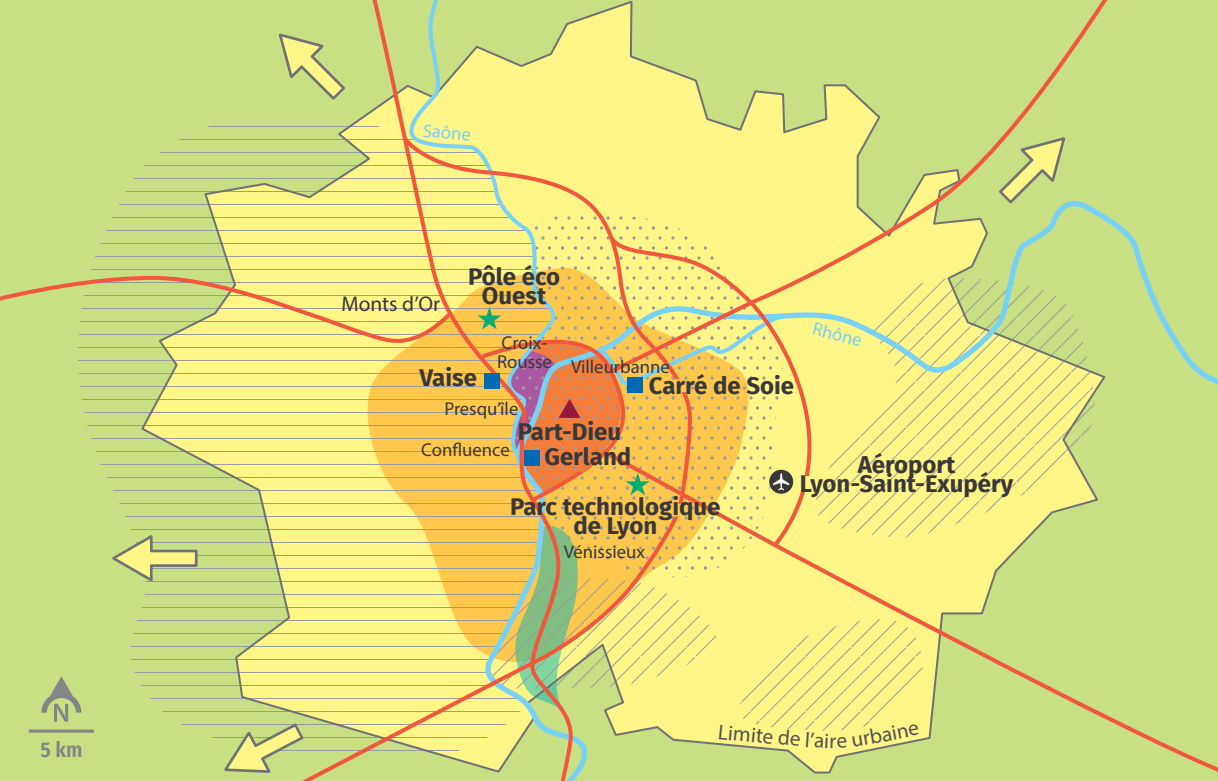 Saône
Pôle éco
Ouest
Monts d'Or
Rhône
Croix-
Rousse
Villeurbanne
Vaise
Carré de Soie
Presqu'île
Part-Dieu
Confluence
Gerland
Aéroport
Lyon-Saint-Exupéry
Parc technologique
de Lyon
Vénissieux
N
5 km
Limite de l'aire urbaine